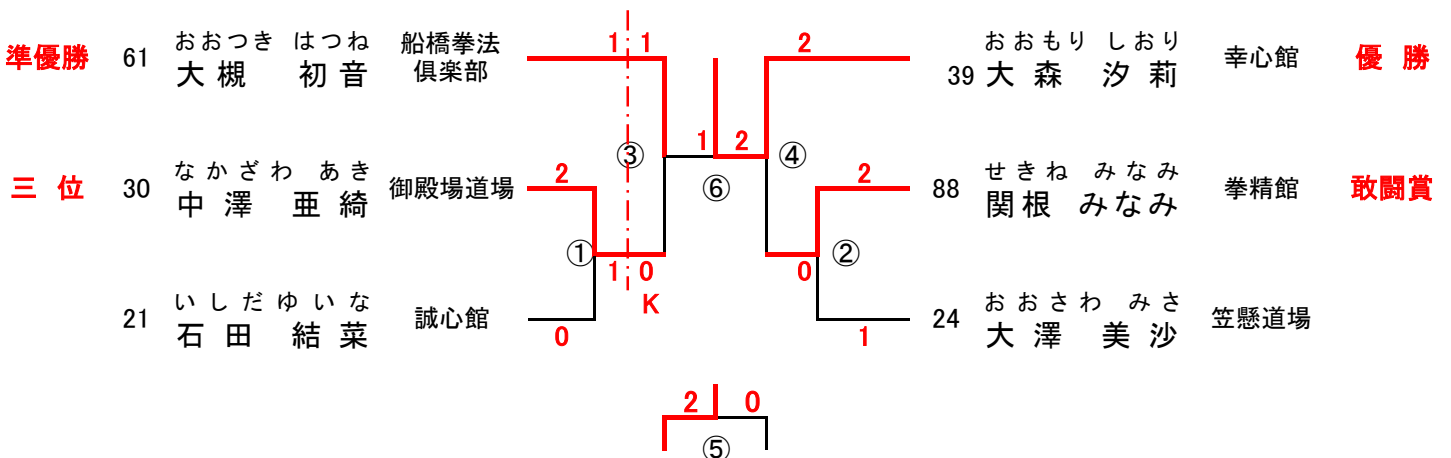 おおつき はつね 船橋拳法 1 1 2 おおもり しおり
準優勝 61 大槻 初音 倶楽部 39 大森 汐莉 幸心館 優勝
③ 1 2 ④
なかざわ あき 2 ⑥ 2 せきね みなみ
三位 30 中澤 亜綺 御殿場道場 88 関根 みなみ 拳精館 敢闘賞
① 1 0 0 ②
いしだゆいな K おおさわ みさ
21 石田 結菜 誠心館 0 1 24 大澤 美沙 笠懸道場
2 0
⑤